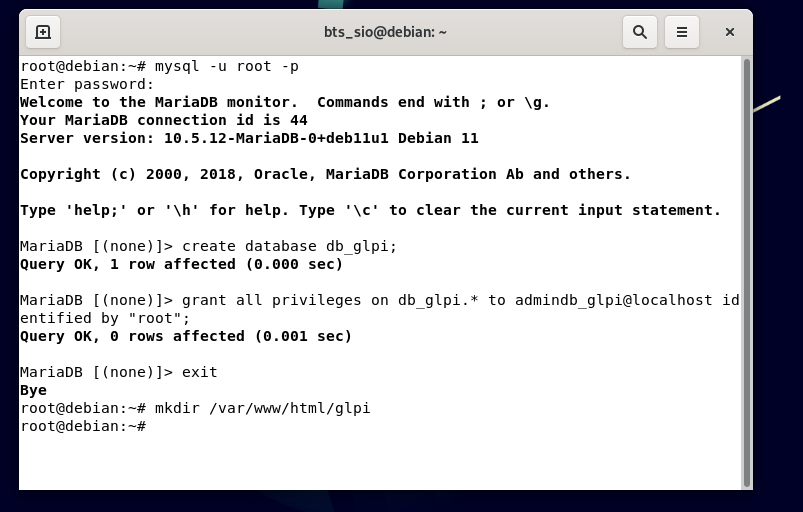 bts_sio@debian: ~
root@debian:~# mysql -u root -p
Enter password:
Welcome to the MariaDB monitor.  Commands end with ; or \g.
Your MariaDB connection id is 44
Server version: 10.5.12-MariaDB-0+deb11u1 Debian 11
Copyright (c) 2000, 2018, Oracle, MariaDB Corporation Ab and others.
Type 'help;' or '\h' for help. Type '\c' to clear the current input statement.
MariaDB [(none)]> create database db_glpi;
Query OK, 1 row affected (0.000 sec)
MariaDB [(none)]> grant all privileges on db_glpi.* to admindb_glpi@localhost id
entified by "root";
Query OK, 0 rows affected (0.001 sec)
MariaDB [(none)]> exit
Bye
root@debian:~# mkdir /var/www/html/glpi
root@debian:~#